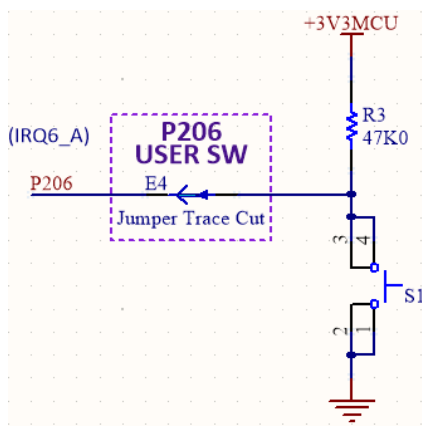 +3V3MCU
R3
47K0
(IRQ6_A)
P206
USER SW
P206
E4
Jumper Trace Cut
3
4
S1
2
1